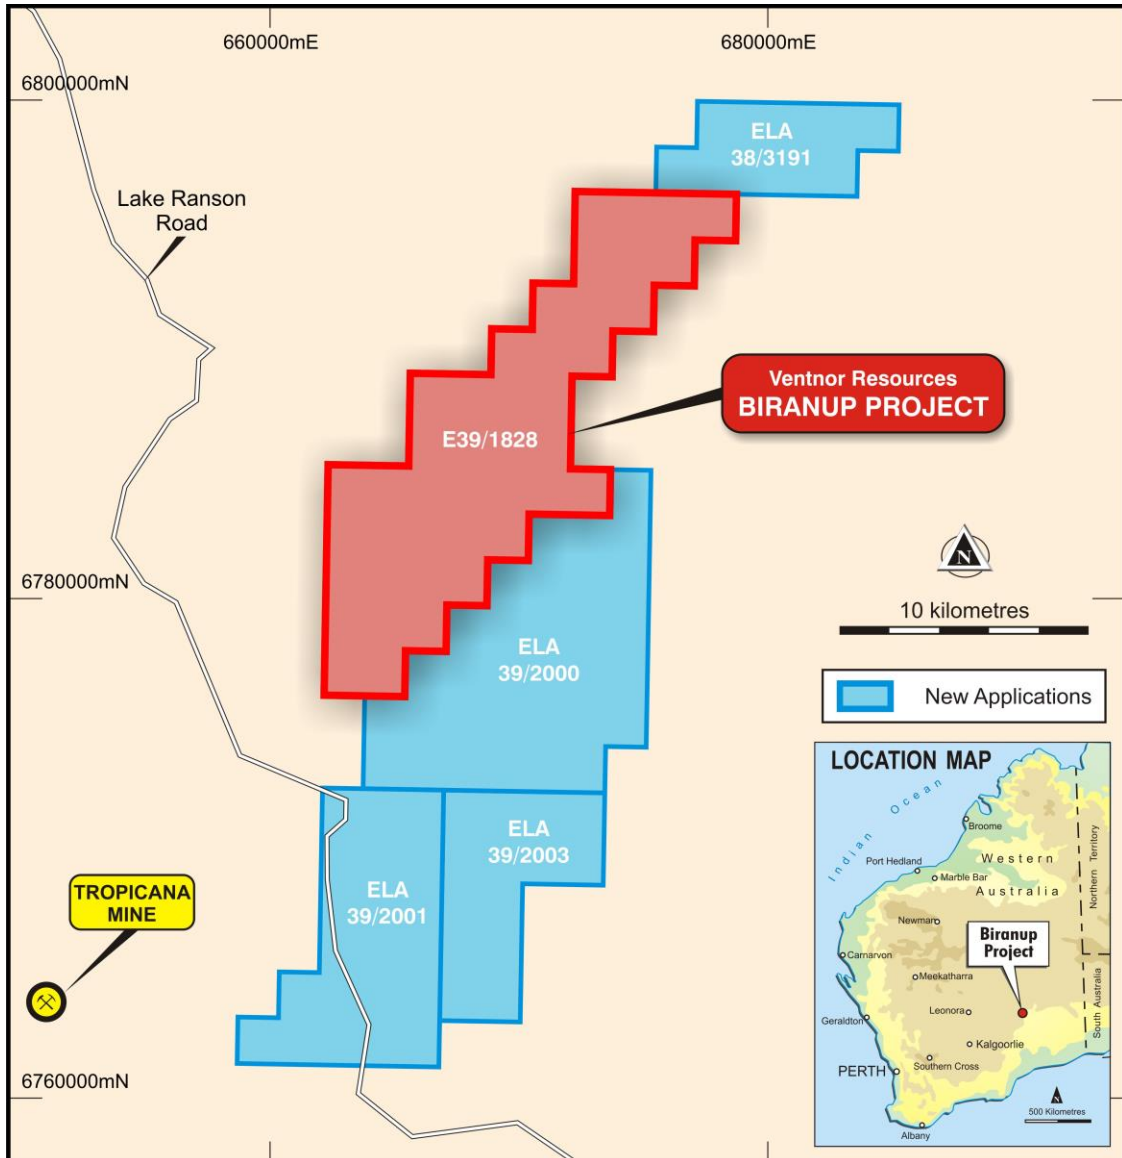 660000mE
680000mE
6800000mN
ELA
38/3191
Lake Ranson
Road
Ventnor Resources
BIRANUP PROJECT
E39/1828
N
6780000mN
10 kilometres
ELA
39/2000
New Applications
LOCATION MAP
Indian Ocean
Broome
Port Hedland
Western
Australia
Marble Bar
Northern Territory
Newman
Biranup
Project
Carnarvon
Meekatharra
South Australia
Leonora
Geraldton
Kalgoorlie
Southern Cross
PERTH
N
500 Kilometres
Albany
ELA
39/2003
ELA
39/2001
TROPICANA
MINE
6760000mN